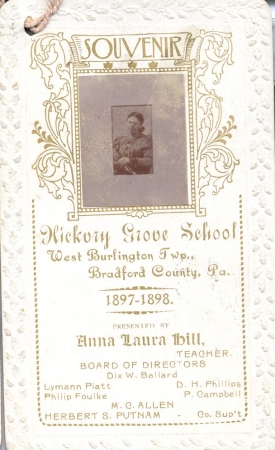 SOUVENIR
Hickory Grove School
West Burlington Twp.,
Bradford County, Pa.
1897-1898.
PRESENTED BY
Anna Laura Hill,
TEACHER.
BOARD OF DIRECTORS
Dix W. Ballard
Lymann Piatt D. H. Phillips
Philip Foulke P. Campbell
M. C. ALLEN
HERBERT S. PUTNAM - Co. Sup't